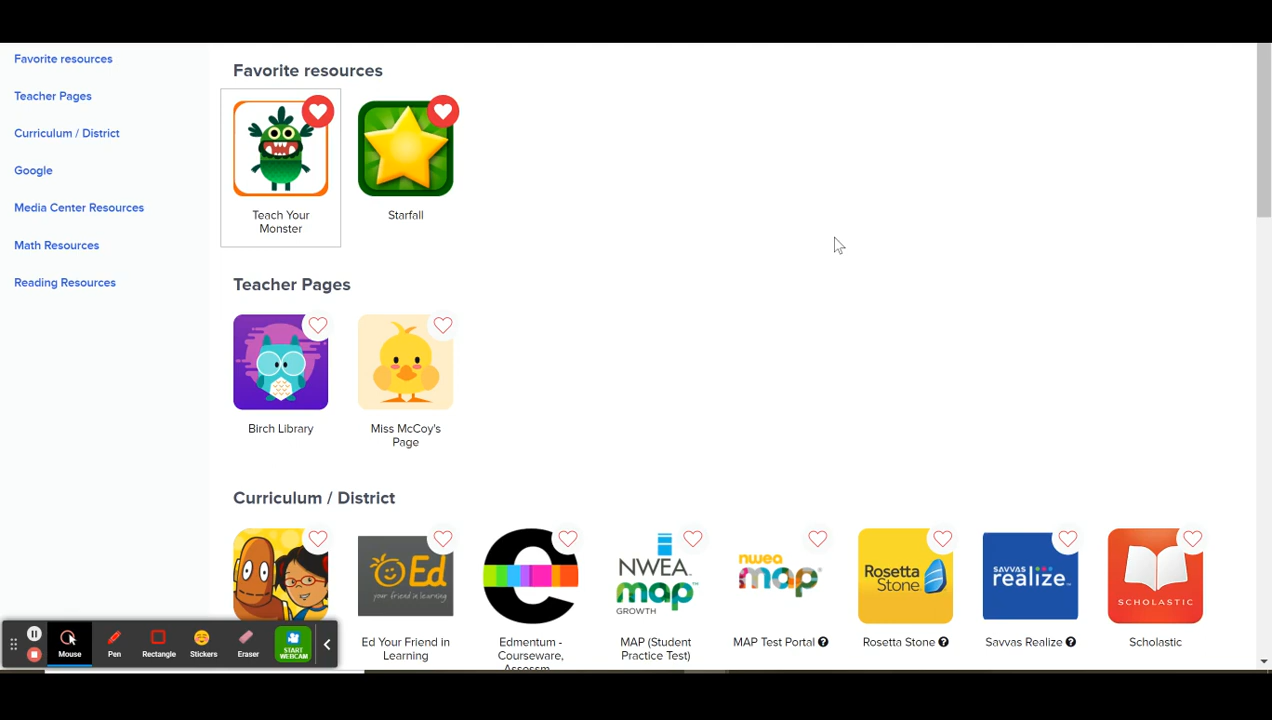 Favorite resources
Teacher Pages
Curriculum / District
Google
Media Center Resources
Math Resources
Reading Resources
Favorite resources
Teach Your
Monster
Starfall
Teacher Pages
Birch Library
Miss McCoy's
Page
Curriculum / District
Ed
your friend in learning
NWEA
map
GROWTH
nwea
map
Rosetta
Stone
SAVVAS
realize
SCHOLASTIC
Ed Your Friend in
Learning
Edmentum -
Courseware,
Assessm
MAP (Student
Practice Test)
MAP Test Portal ?
Rosetta Stone ?
Savvas Realize ?
Scholastic
Mouse
Pen
Rectangle
Stickers
Eraser
START
WEBCAM